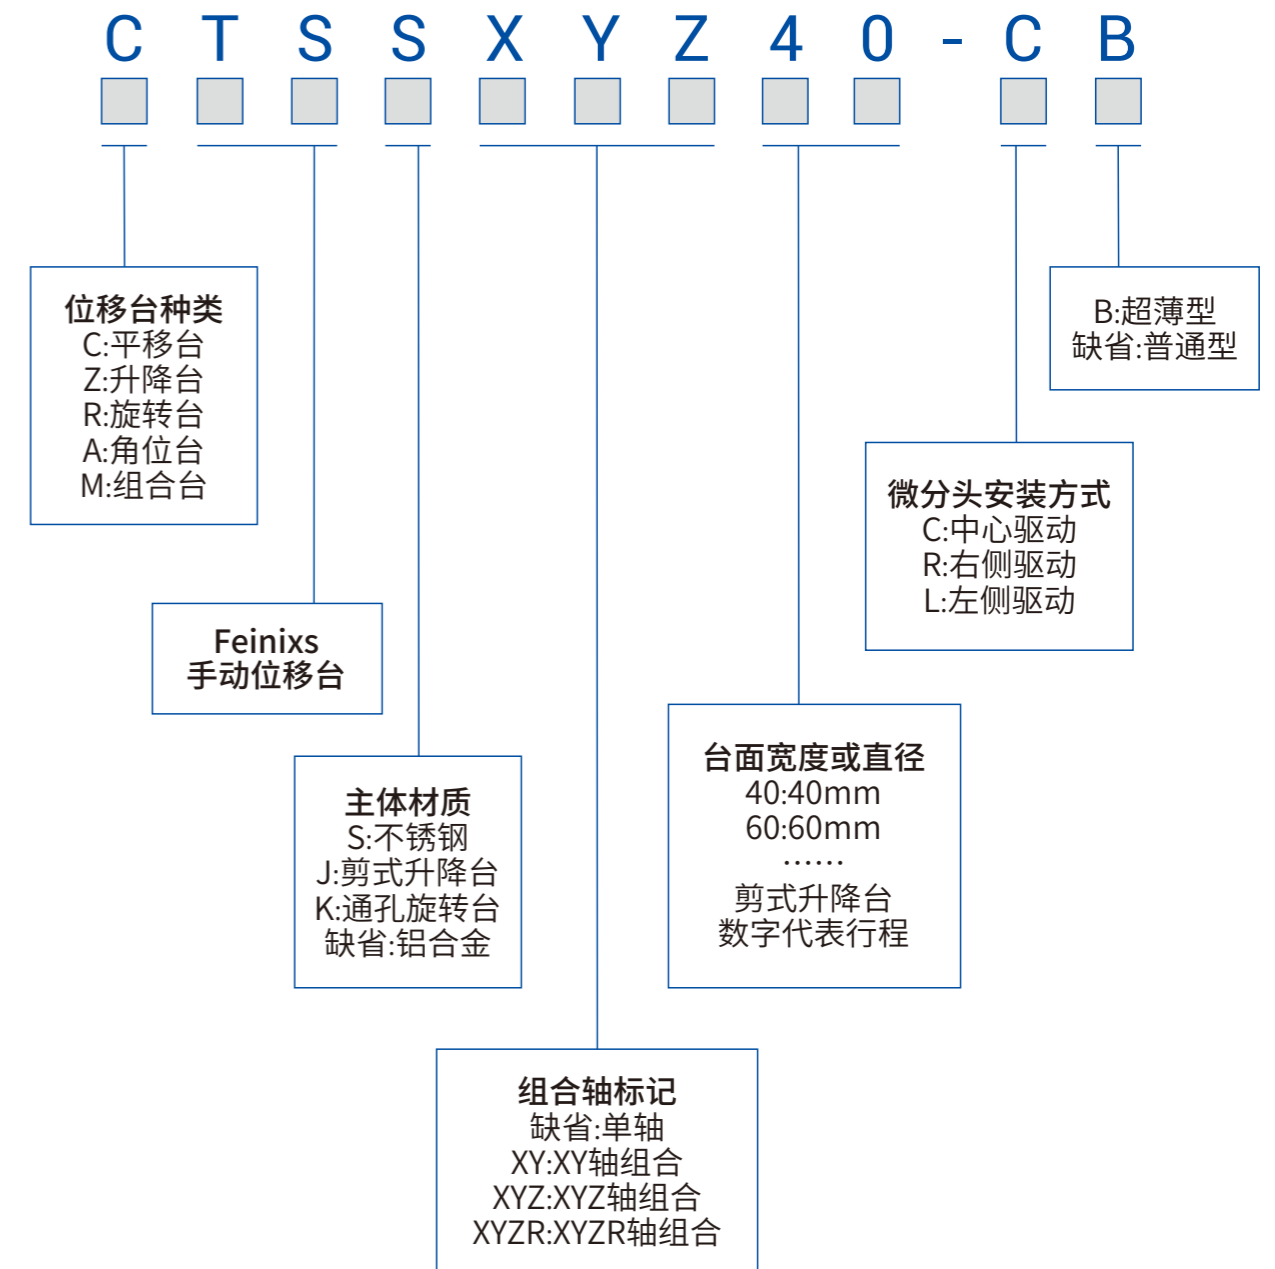 CTSSXYZ40-CB
位移台种类
C:平移台
Z:升降台
R:旋转台
A:角位台
M:组合台
Feinixs
手动位移台
主体材质
S:不锈钢
J:剪式升降台
K:通孔旋转台
缺省:铝合金
组合轴标记
缺省:单轴
XY:XY轴组合
XYZ:XYZ轴组合
XYZR:XYZR轴组合
台面宽度或直径
40:40mm
60:60mm
……
剪式升降台
数字代表行程
微分头安装方式
C:中心驱动
R:右侧驱动
L:左侧驱动
B:超薄型
缺省:普通型